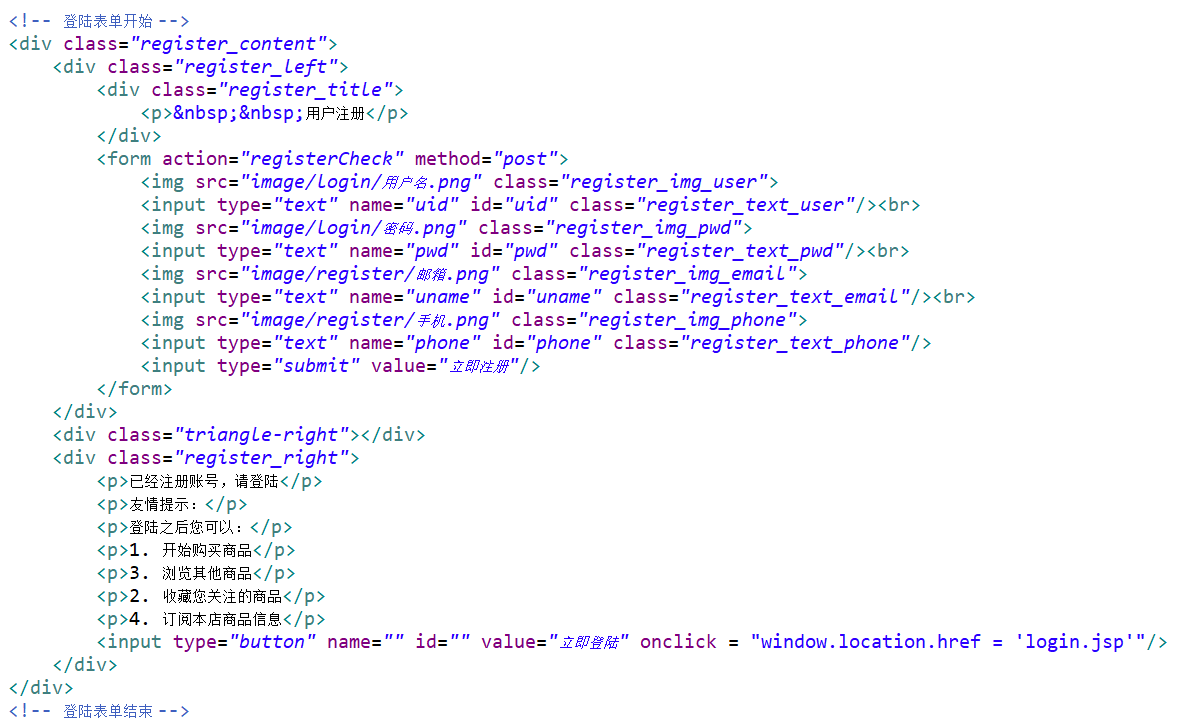 <!-- 登陆表单开始 -->
<div class="register_content">
    <div class="register_left">
        <div class="register_title">
            <p>&nbsp;&nbsp;用户注册</p>
        </div>
        <form action="registerCheck" method="post">
            <img src="image/login/用户名.png" class="register_img_user">
            <input type="text" name="uid" id="uid" class="register_text_user"/><br>
            <img src="image/login/密码.png" class="register_img_pwd">
            <input type="text" name="pwd" id="pwd" class="register_text_pwd"/><br>
            <img src="image/register/邮箱.png" class="register_img_email">
            <input type="text" name="uname" id="uname" class="register_text_email"/><br>
            <img src="image/register/手机.png" class="register_img_phone">
            <input type="text" name="phone" id="phone" class="register_text_phone"/>
            <input type="submit" value="立即注册"/>
        </form>
    </div>
    <div class="triangle-right"></div>
    <div class="register_right">
        <p>已经注册账号，请登陆</p>
        <p>友情提示：</p>
        <p>登陆之后您可以：</p>
        <p>1. 开始购买商品</p>
        <p>3. 浏览其他商品</p>
        <p>2. 收藏您关注的商品</p>
        <p>4. 订阅本店商品信息</p>
        <input type="button" name="" id="" value="立即登陆" onclick = "window.location.href = 'login.jsp'"/>
    </div>
</div>
<!-- 登陆表单结束 -->